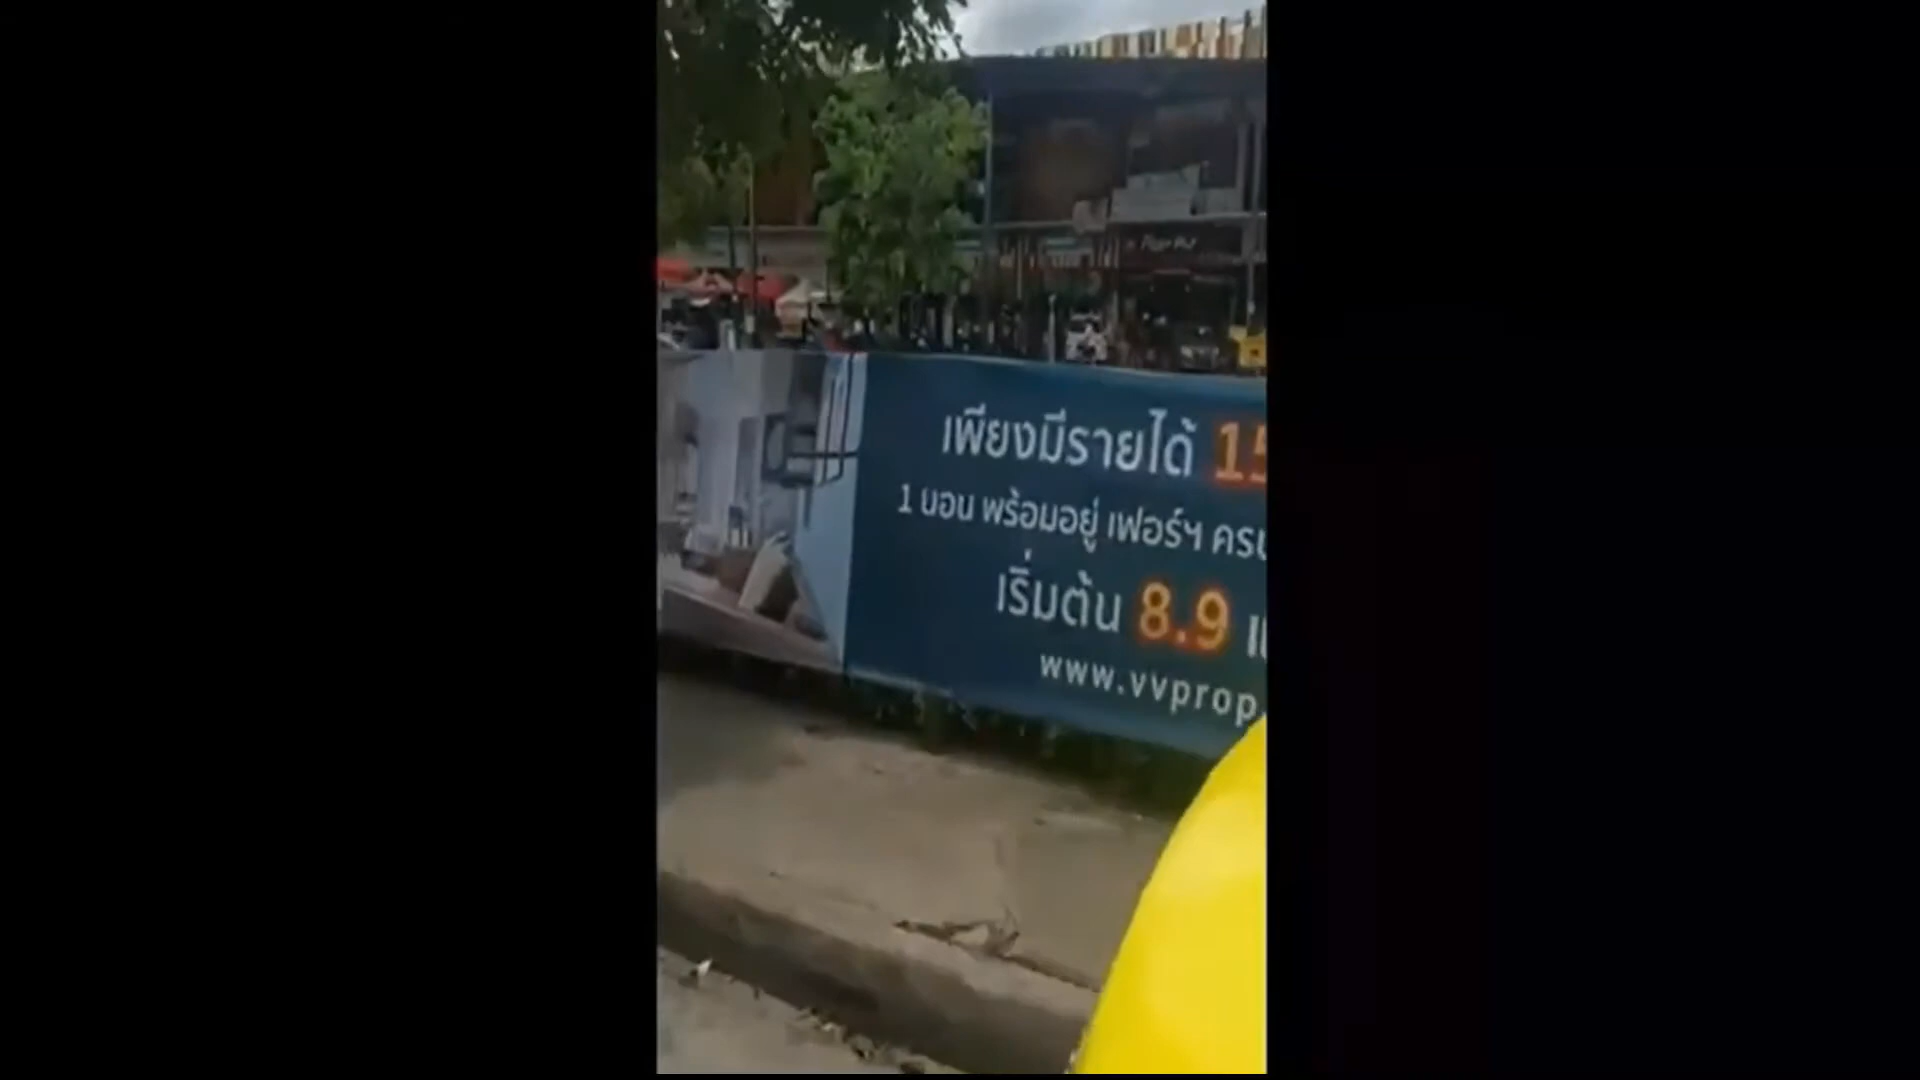 เพียงมีรายได้ 15
1 นอน พร้อมอยู่ เฟอร์ฯ ครบ
เริ่มต้น 8.9
www.vvprop.